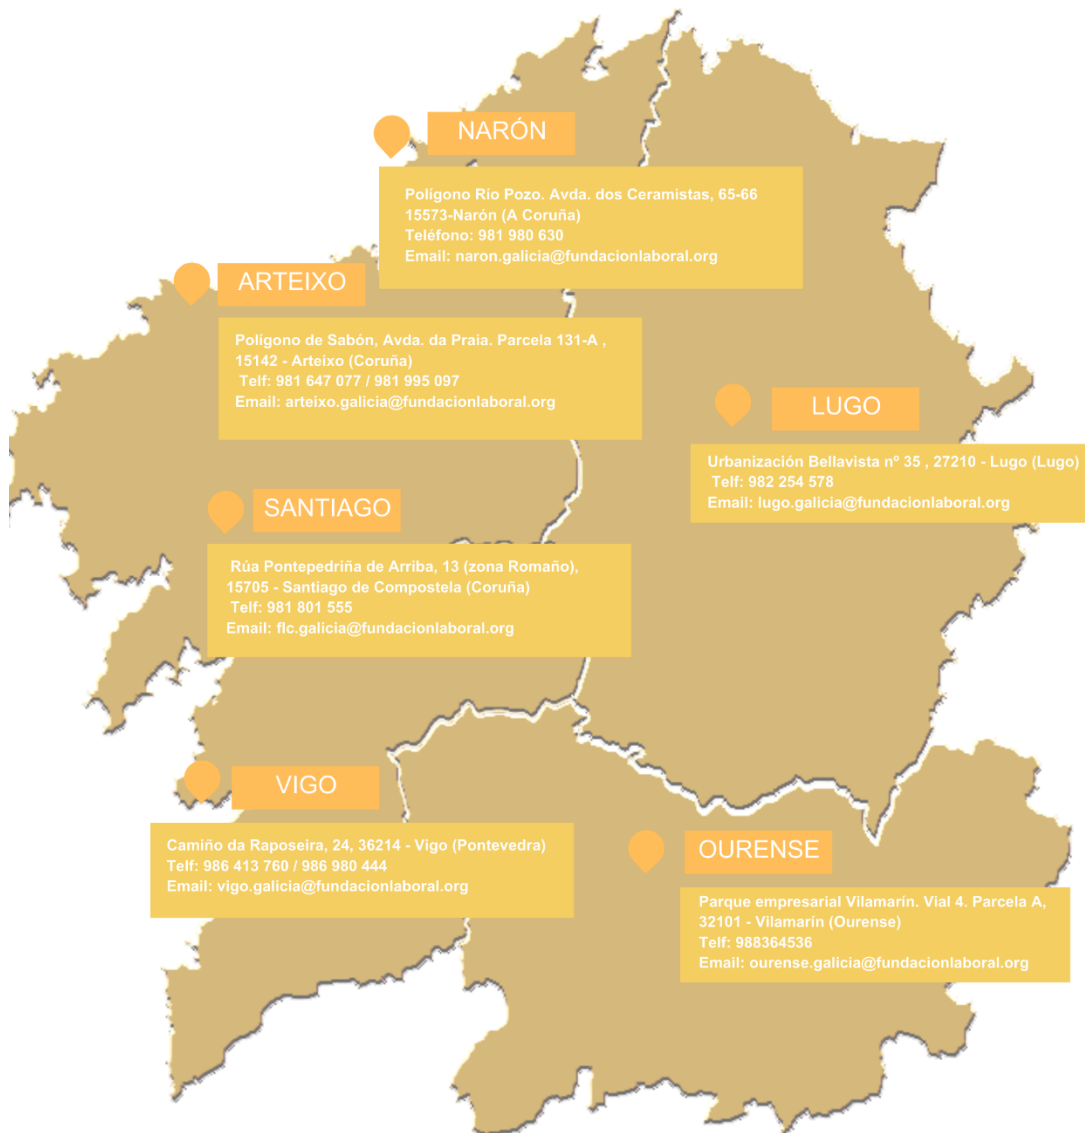 NARÓN
Polígono Rio Pozo. Avda. dos Ceramistas, 65-66
15573-Narón (A Coruña)
Teléfono: 981 980 630
Email: naron.galicia@fundacionlaboral.org
ARTEIXO
Polígono de Sabón, Avda. da Praia. Parcela 131-A ,
15142 - Arteixo (Coruña)
Telf: 981 647 077 / 981 995 097
Email: arteixo.galicia@fundacionlaboral.org
LUGO
Urbanización Bellavista nº 35 , 27210 - Lugo (Lugo)
Telf: 982 254 578
Email: lugo.galicia@fundacionlaboral.org
SANTIAGO
Rúa Pontepedriña de Arriba, 13 (zona Romaño),
15705 - Santiago de Compostela (Coruña)
Telf: 981 801 555
Email: flc.galicia@fundacionlaboral.org
VIGO
Camiño da Raposeira, 24, 36214 - Vigo (Pontevedra)
Telf: 986 413 760 / 986 980 444
Email: vigo.galicia@fundacionlaboral.org
OURENSE
Parque empresarial Vilamarín. Vial 4. Parcela A,
32101 - Vilamarín (Ourense)
Telf: 988364536
Email: ourense.galicia@fundacionlaboral.org